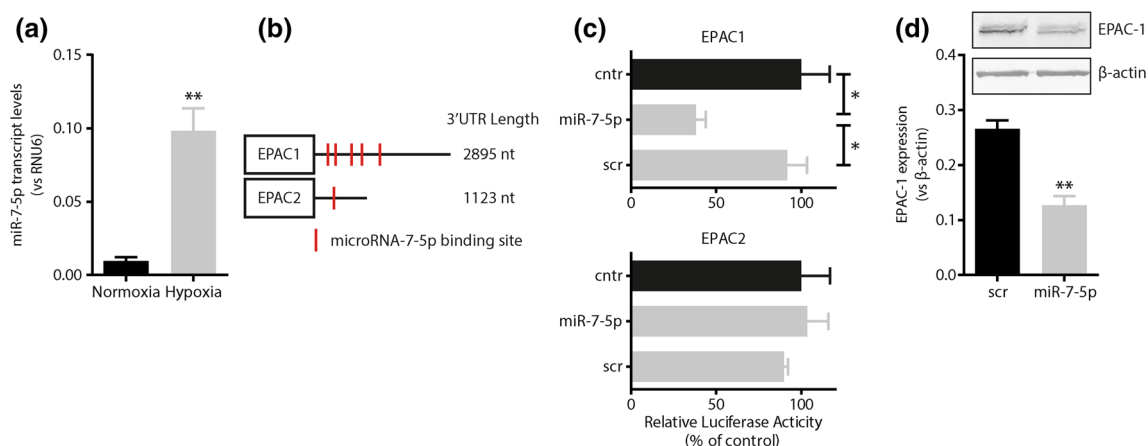 (a)
0.15
0.10
0.05
0.00
miR-7-5p transcript levels
(vs RNU6)
**
Normoxia Hypoxia
(b)
3'UTR Length
EPAC1
2895 nt
EPAC2
1123 nt
microRNA-7-5p binding site
(c)
EPAC1
cntr
miR-7-5p
scr
*
*
0 50 100
EPAC2
cntr
miR-7-5p
scr
0 50 100
Relative Luciferase Acticity
(% of control)
(d)
EPAC-1
β-actin
0.3
0.2
0.1
0.0
EPAC-1 expression
(vs β-actin)
**
scr miR-7-5p